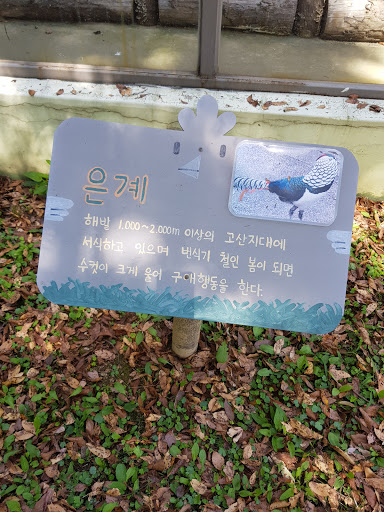 은계
해발 1,000~2,000m 이상의 고산지대에
서식하고 있으며 번식기 철인 봄이 되면
수컷이 크게 울어 구애행동을 한다.